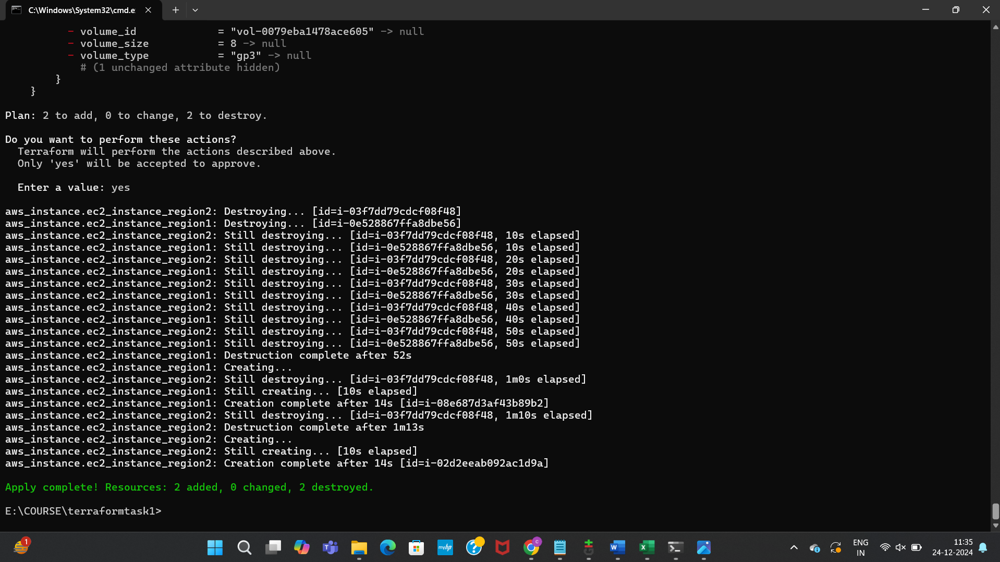 C:\Windows\System32\cmd.e
- volume_id             = "vol-0079eba1478ace605" -> null
- volume_size           = 8 -> null
- volume_type           = "gp3" -> null
# (1 unchanged attribute hidden)
}
}
Plan: 2 to add, 0 to change, 2 to destroy.
Do you want to perform these actions?
Terraform will perform the actions described above.
Only 'yes' will be accepted to approve.
Enter a value: yes
aws_instance.ec2_instance_region2: Destroying... [id=i-03f7dd79cdcf08f48]
aws_instance.ec2_instance_region1: Destroying... [id=i-0e528867ffa8dbe56]
aws_instance.ec2_instance_region2: Still destroying... [id=i-03f7dd79cdcf08f48, 10s elapsed]
aws_instance.ec2_instance_region1: Still destroying... [id=i-0e528867ffa8dbe56, 10s elapsed]
aws_instance.ec2_instance_region2: Still destroying... [id=i-03f7dd79cdcf08f48, 20s elapsed]
aws_instance.ec2_instance_region1: Still destroying... [id=i-0e528867ffa8dbe56, 20s elapsed]
aws_instance.ec2_instance_region2: Still destroying... [id=i-03f7dd79cdcf08f48, 30s elapsed]
aws_instance.ec2_instance_region1: Still destroying... [id=i-0e528867ffa8dbe56, 30s elapsed]
aws_instance.ec2_instance_region2: Still destroying... [id=i-03f7dd79cdcf08f48, 40s elapsed]
aws_instance.ec2_instance_region1: Still destroying... [id=i-0e528867ffa8dbe56, 40s elapsed]
aws_instance.ec2_instance_region2: Still destroying... [id=i-03f7dd79cdcf08f48, 50s elapsed]
aws_instance.ec2_instance_region1: Still destroying... [id=i-0e528867ffa8dbe56, 50s elapsed]
aws_instance.ec2_instance_region1: Destruction complete after 52s
aws_instance.ec2_instance_region1: Creating...
aws_instance.ec2_instance_region2: Still destroying... [id=i-03f7dd79cdcf08f48, 1m0s elapsed]
aws_instance.ec2_instance_region1: Still creating... [10s elapsed]
aws_instance.ec2_instance_region1: Creation complete after 14s [id=i-08e687d3af43b89b2]
aws_instance.ec2_instance_region2: Still destroying... [id=i-03f7dd79cdcf08f48, 1m10s elapsed]
aws_instance.ec2_instance_region2: Destruction complete after 1m13s
aws_instance.ec2_instance_region2: Creating...
aws_instance.ec2_instance_region2: Still creating... [10s elapsed]
aws_instance.ec2_instance_region2: Creation complete after 14s [id=i-02d2eeab092ac1d9a]
Apply complete! Resources: 2 added, 0 changed, 2 destroyed.
E:\COURSE\terraformtask1>
1
myhp
ENG
IN
11:35
24-12-2024